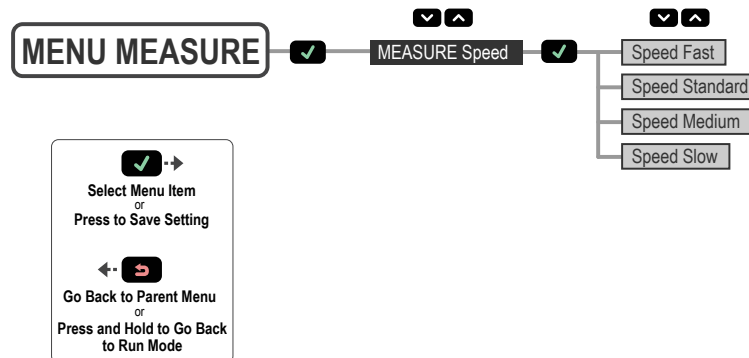 MENU MEASURE
MEASURE Speed
Speed Fast
Speed Standard
Speed Medium
Speed Slow
Select Menu Item
or
Press to Save Setting
Go Back to Parent Menu
or
Press and Hold to Go Back
to Run Mode